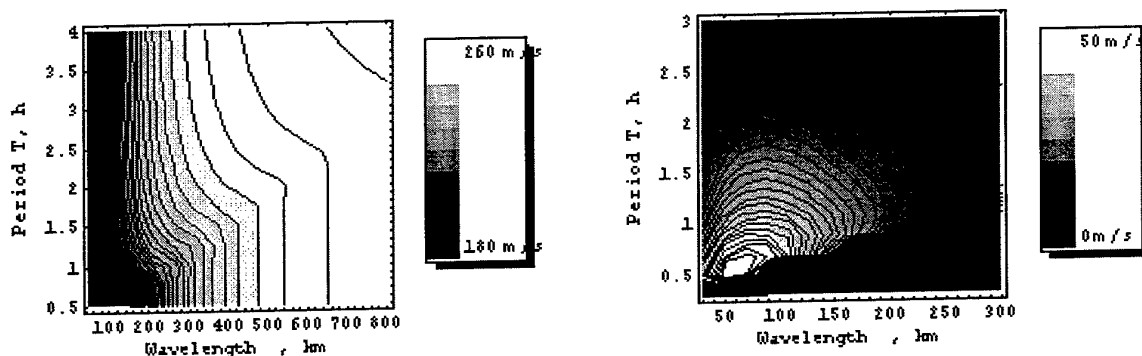 4
3.5
3
2.5
2
1.5
1
0.5
Period T, h
100 200 300 400 500 600 700 800
Wavelength , km
260 m/s
180 m/s
3
2.5
2
1.5
1
0.5
Period T, h
50 100 150 200 250 300
Wavelength , km
50 m/s
0 m/s